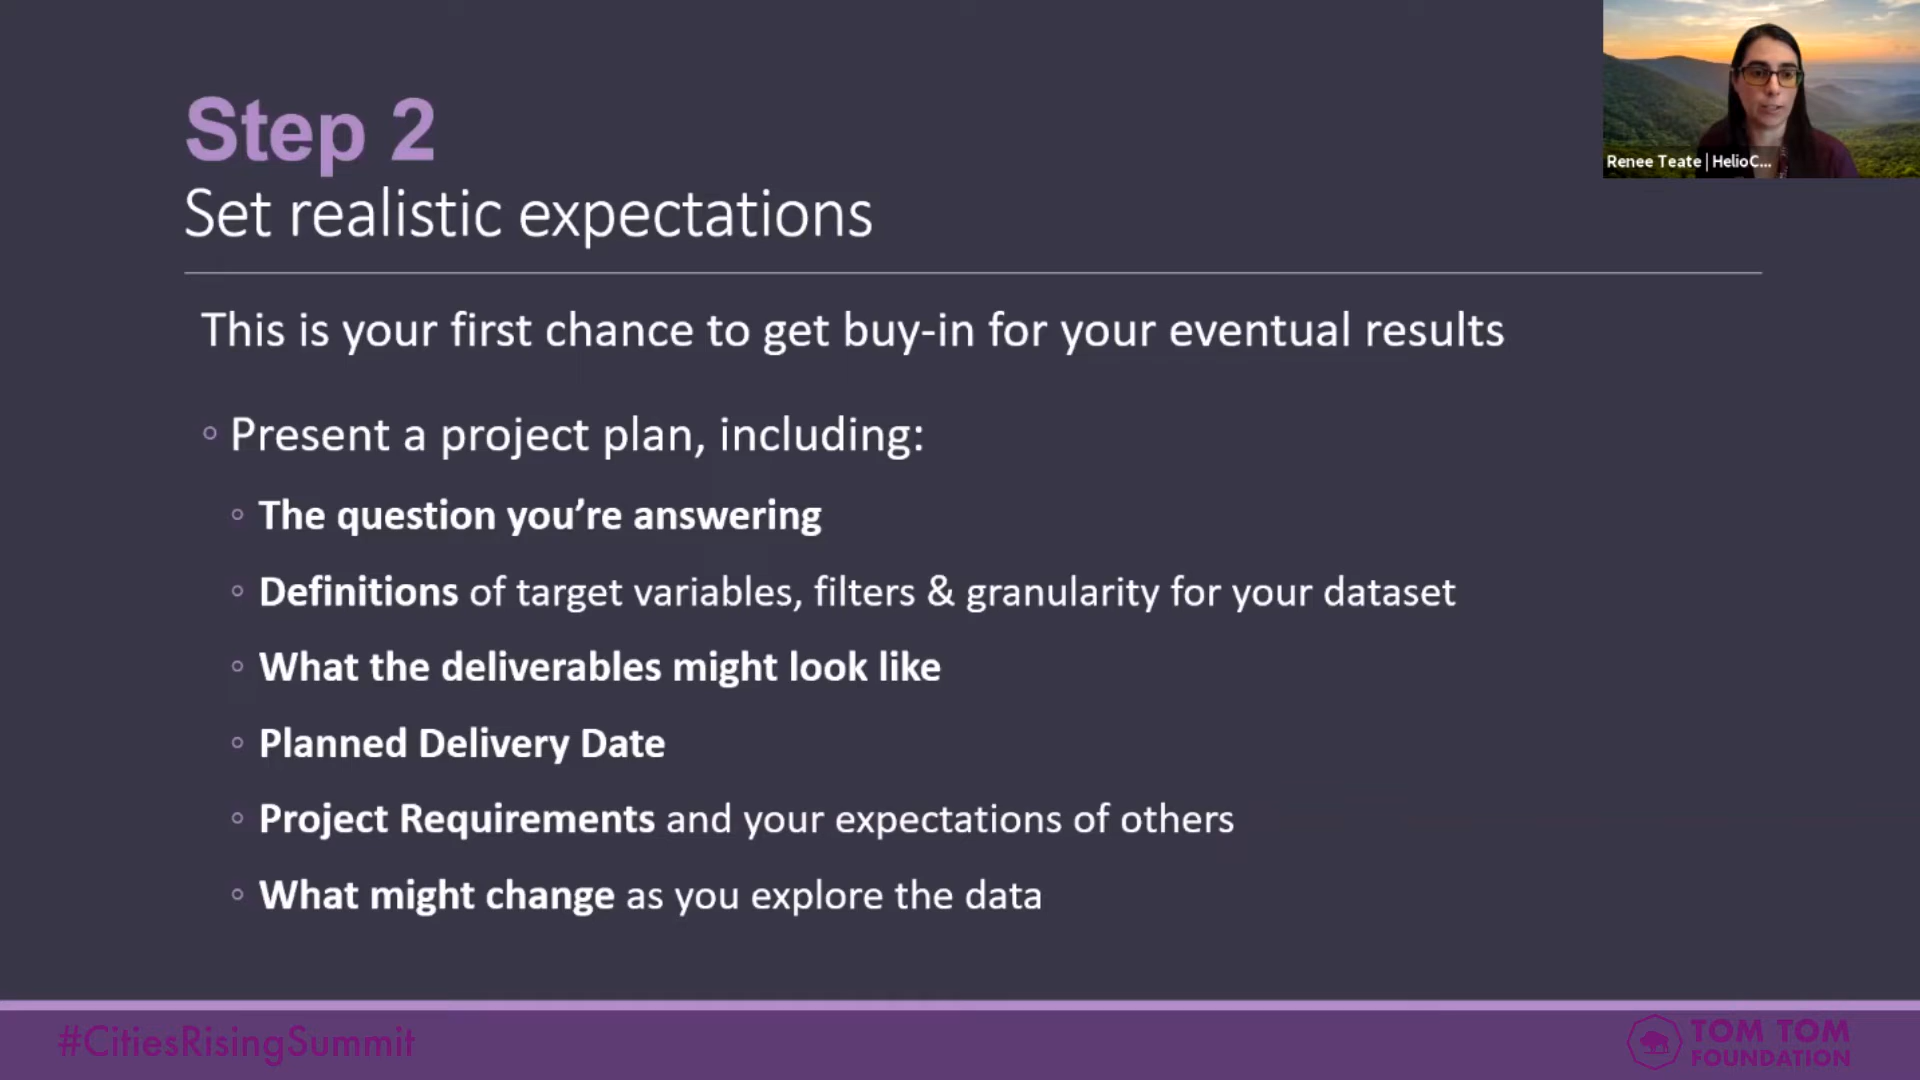 Step 2
Set realistic expectations
Renee Teate | HelioC...
This is your first chance to get buy-in for your eventual results
◦ Present a project plan, including:
◦ The question you’re answering
◦ Definitions of target variables, filters & granularity for your dataset
◦ What the deliverables might look like
◦ Planned Delivery Date
◦ Project Requirements and your expectations of others
◦ What might change as you explore the data
#CitiesRisingSummit
TOM TOM
FOUNDATION